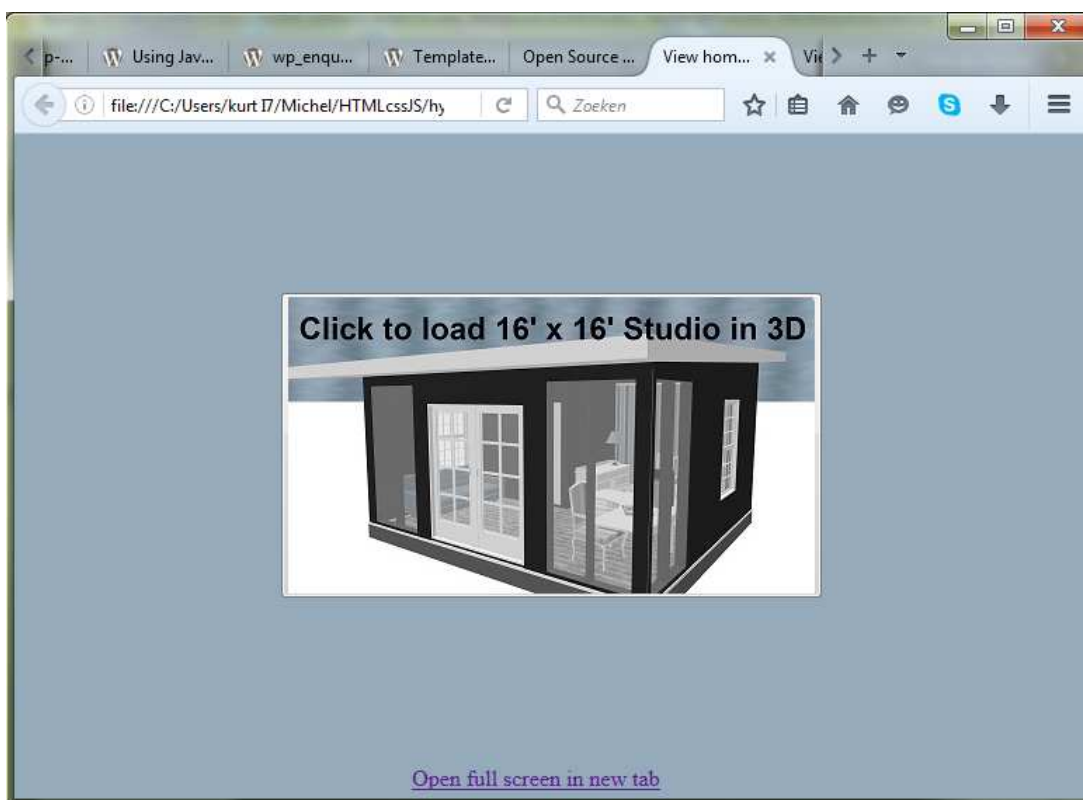 p-...
Using Jav...
wp_enqu...
Template...
Open Source ...
View hom...
Vi
file:///C:/Users/kurt I7/Michel/HTMLcssJS/hy
Zoeken
Click to load 16' x 16' Studio in 3D
Open full screen in new tab